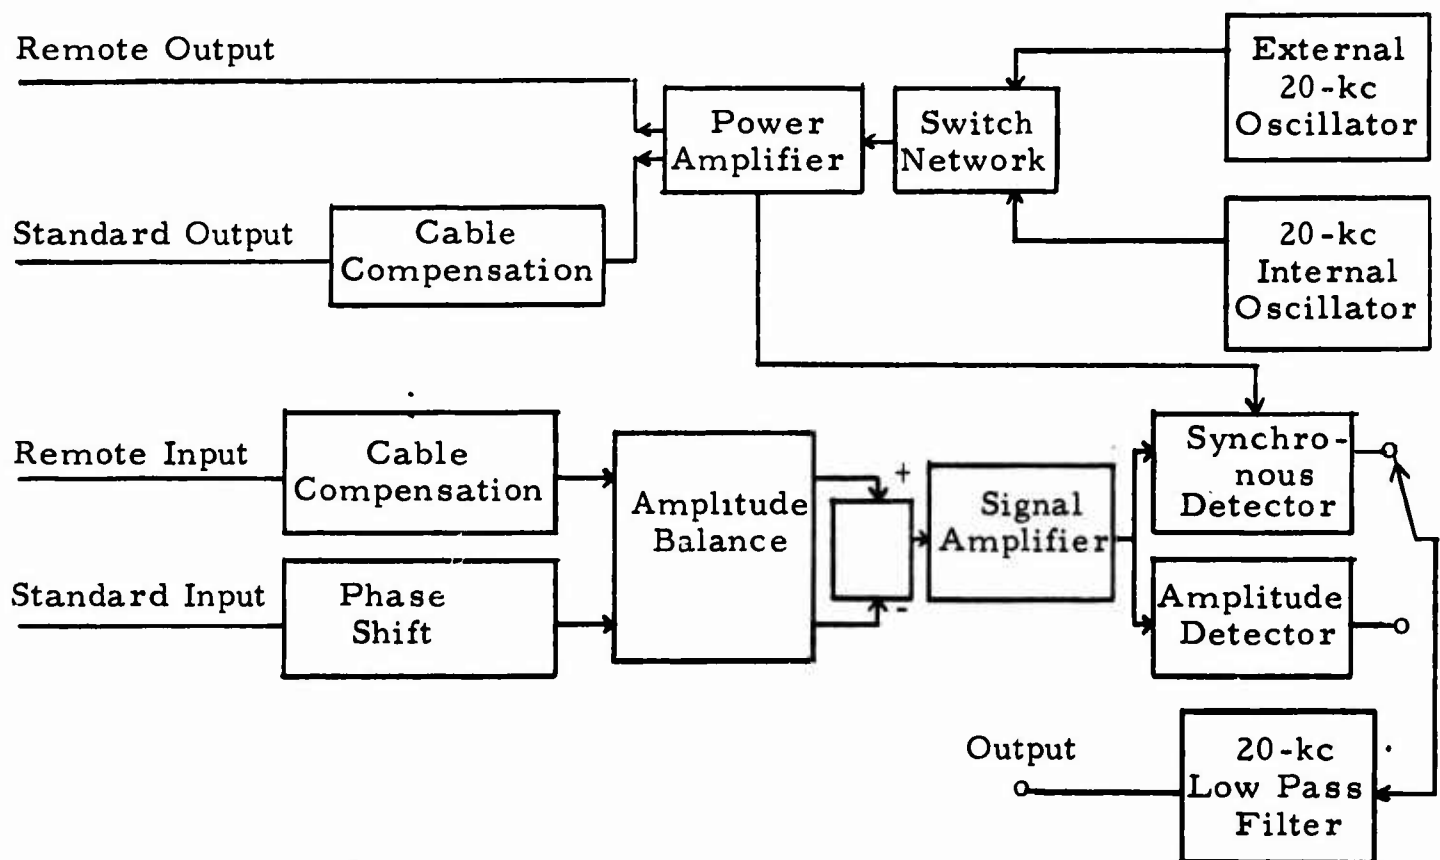 Remote Output
External
20-kc
Oscillator
Power
Amplifier
Switch
Network
Standard Output
Cable
Compensation
20-kc
Internal
Oscillator
Remote Input
Cable
Compensation
Amplitude
Balance
+
-
Signal
Amplifier
Synchro-
nous
Detector
Standard Input
Phase
Shift
Amplitude
Detector
Output
20-kc
Low Pass
Filter